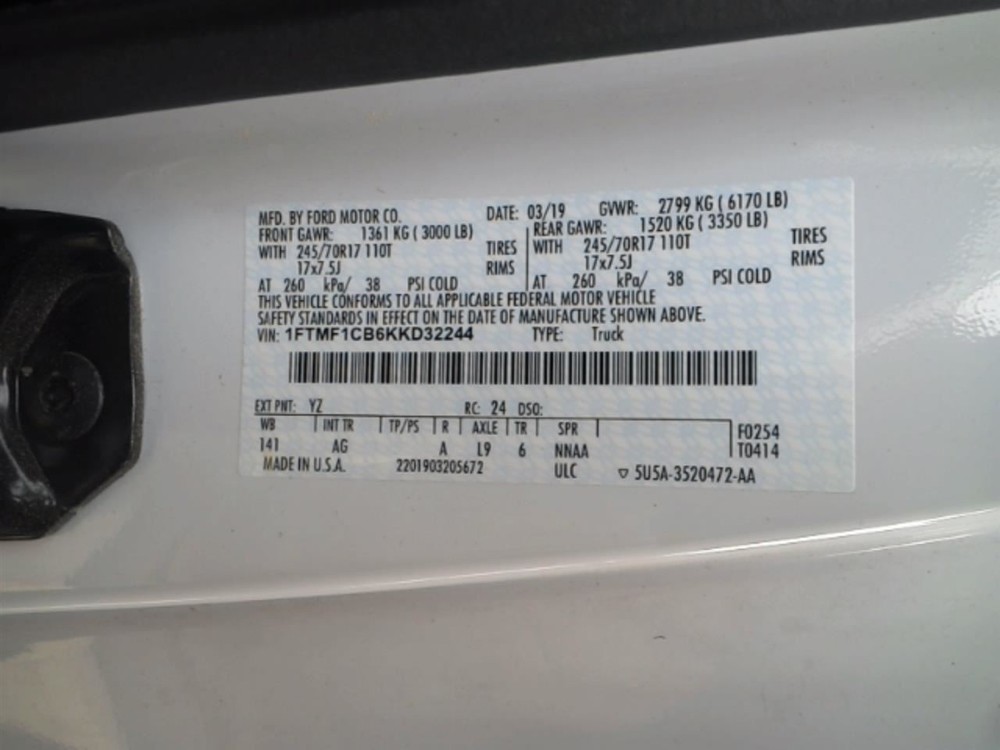 MFD. BY FORD MOTOR CO. DATE: 03/19 GVWR: 2799 KG ( 6170 LB)
FRONT GAWR: 1361 KG ( 3000 LB) REAR GAWR: 1520 KG ( 3350 LB)
WITH 245/70R17 110T TIRES WITH 245/70R17 110T TIRES
17x7.5J RIMS 17x7.5J RIMS
AT 260 kPa/ 38 PSI COLD AT 260 kPa/ 38 PSI COLD
THIS VEHICLE CONFORMS TO ALL APPLICABLE FEDERAL MOTOR VEHICLE
SAFETY STANDARDS IN EFFECT ON THE DATE OF MANUFACTURE SHOWN ABOVE.
VIN: 1FTMF1CB6KKD32244 TYPE: Truck
EXT PNT: YZ RC: 24 DSO:
WB INT TR TP/PS R AXLE TR SPR F0254
141 AG A L9 6 NNAA T0414
MADE IN U.S.A. 2201903205672 ULC ▽ 5U5A-3520472-AA